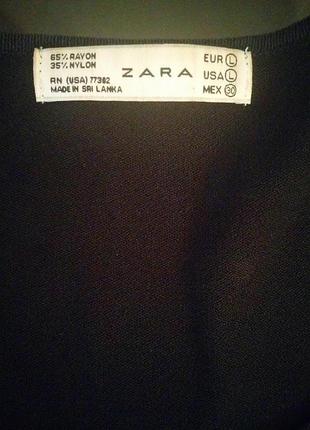 65% RAYON
35% NYLON
RN (USA) 77302
MADE IN SRI LANKA
ZARA
EUR L
USA L
MEX 30